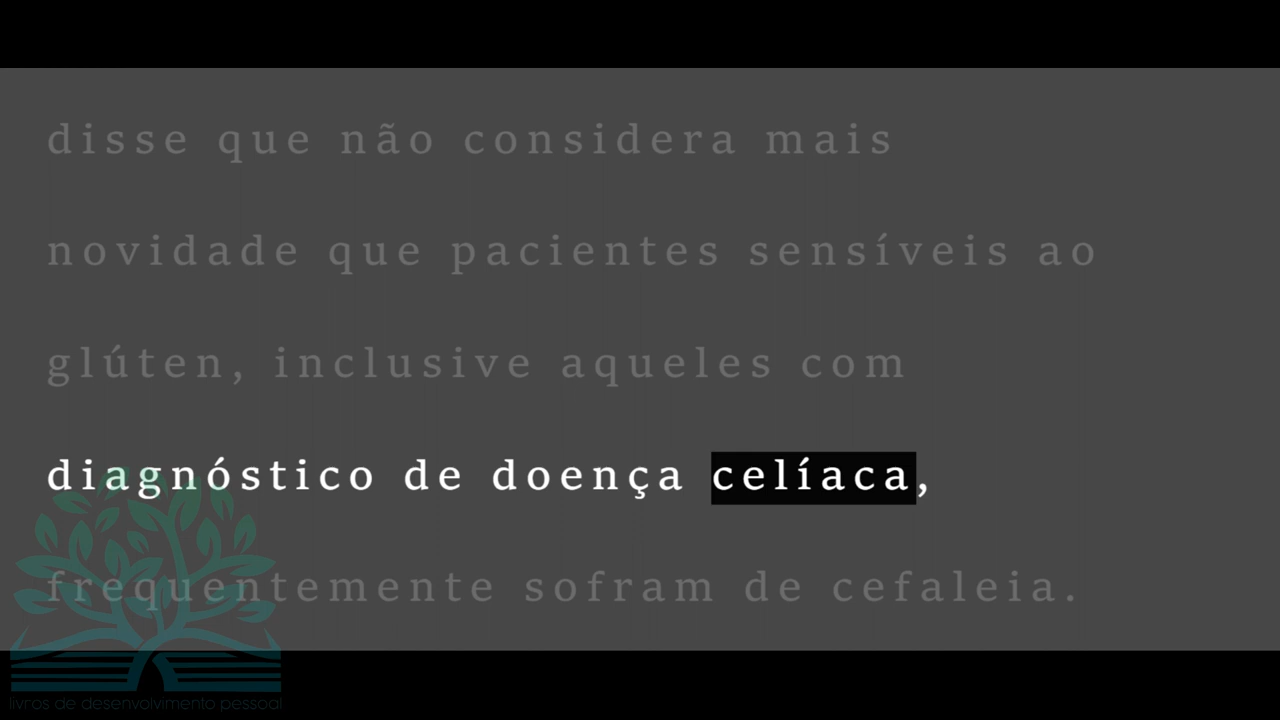 disse que não considera mais
novidade que pacientes sensíveis ao
glúten, inclusive aqueles com
diagnóstico de doença celíaca,
frequentemente sofram de cefaleia.
livros de desenvolvimento pessoal